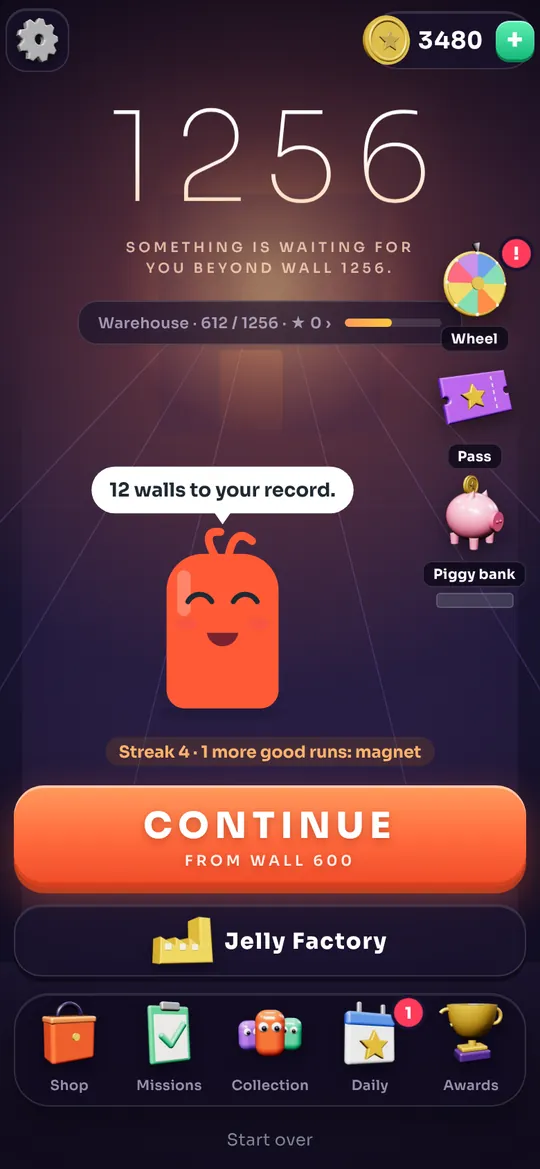 3480 +
1256
SOMETHING IS WAITING FOR
YOU BEYOND WALL 1256.
!
Warehouse · 612 / 1256 · ★ 0 ›
Wheel
Pass
12 walls to your record.
Piggy bank
Streak 4 · 1 more good runs: magnet
CONTINUE
FROM WALL 600
Jelly Factory
1
Shop Missions Collection Daily Awards
Start over